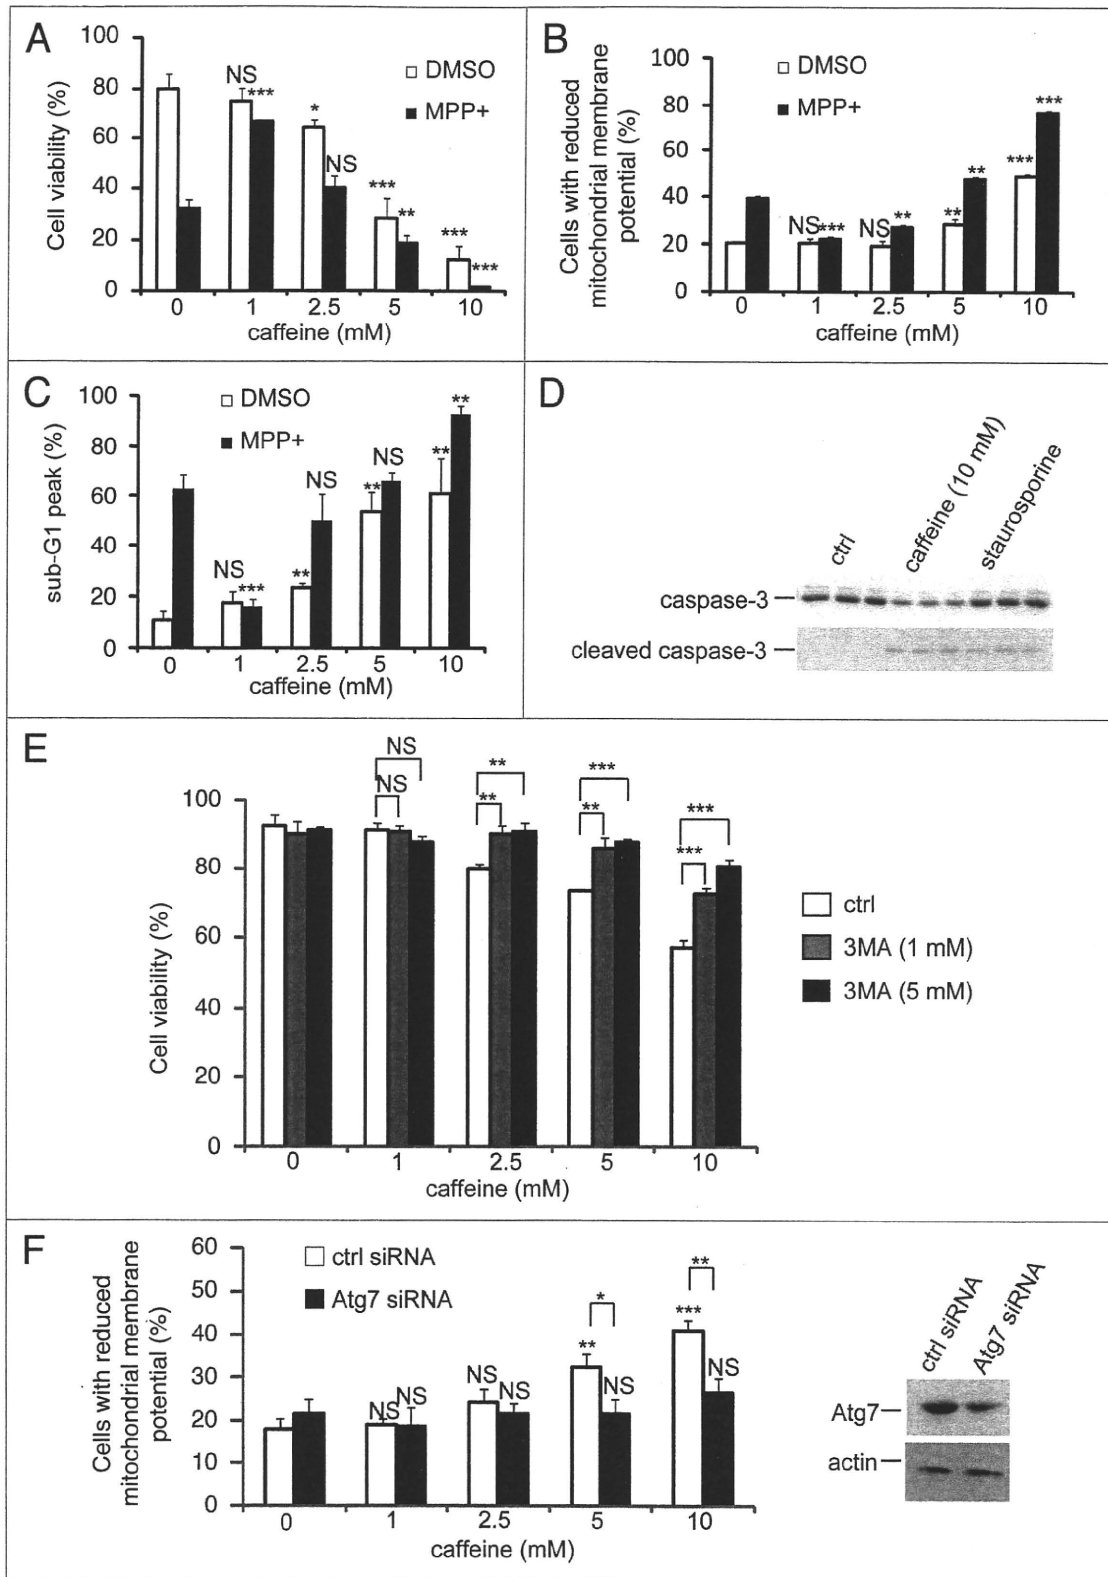 A
Cell viability (%)
100
80
60
40
20
0
DMSO
MPP+
NS
***
*
NS
***
**
***
***
0 1 2.5 5 10
caffeine (mM)
B
Cells with reduced
mitochondrial membrane
potential (%)
100
80
60
40
20
0
DMSO
MPP+
NS
***
NS
**
**
**
***
***
0 1 2.5 5 10
caffeine (mM)
C
sub-G1 peak (%)
100
80
60
40
20
0
DMSO
MPP+
NS
***
**
NS
**
NS
**
**
0 1 2.5 5 10
caffeine (mM)
D
ctrl
caffeine (10 mM)
staurosporine
caspase-3
cleaved caspase-3
E
Cell viability (%)
100
80
60
40
20
0
NS
NS
**
**
***
**
***
***
0 1 2.5 5 10
caffeine (mM)
ctrl
3MA (1 mM)
3MA (5 mM)
F
Cells with reduced
mitochondrial membrane
potential (%)
60
50
40
30
20
10
0
ctrl siRNA
Atg7 siRNA
NS
NS
NS
NS
**
*
NS
***
**
NS
0 1 2.5 5 10
caffeine (mM)
ctrl siRNA
Atg7 siRNA
Atg7
actin